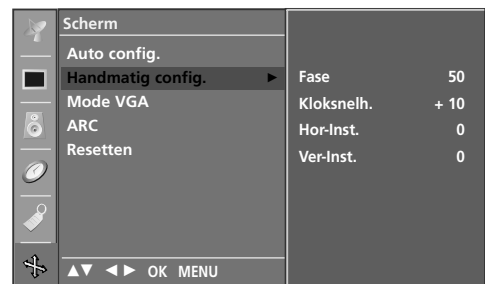 Scherm
Auto config.
Handmatig config. ►
Mode VGA
ARC
Resetten
Fase 50
Kloksnelh. + 10
Hor-Inst. 0
Ver-Inst. 0
▲▼ ◄► OK MENU